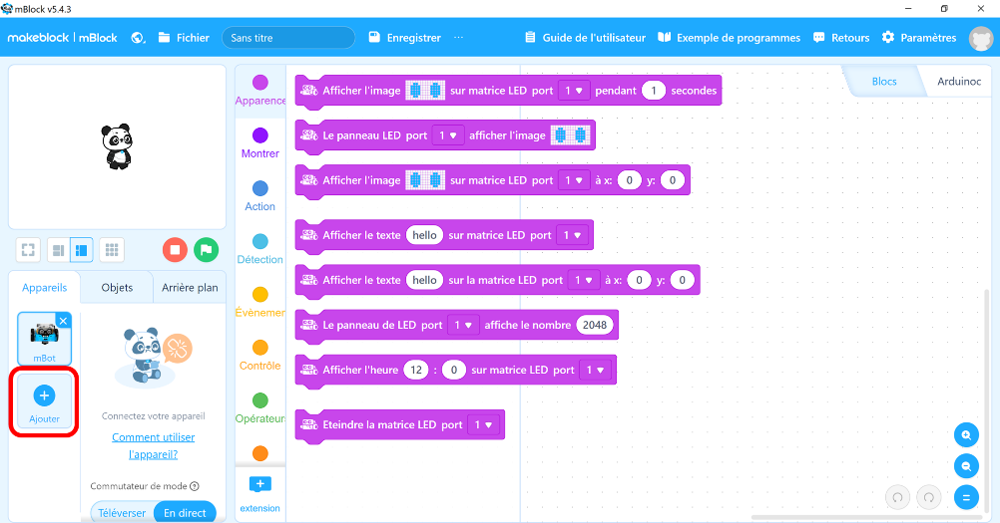 mBlock v5.4.3
makeblock | mBlock Fichier Sans titre Enregistrer ... Guide de l'utilisateur Exemple de programmes Retours Paramètres
Blocs Arduinoc
Apparence
Montrer
Action
Détection
Évènemen
Contrôle
Opérateur
extension
Afficher l'image sur matrice LED port 1 pendant 1 secondes
Le panneau LED port 1 afficher l'image
Afficher l'image sur matrice LED port 1 à x: 0 y: 0
Afficher le texte hello sur matrice LED port 1
Afficher le texte hello sur la matrice LED port 1 à x: 0 y: 0
Le panneau de LED port 1 affiche le nombre 2048
Afficher l'heure 12 : 0 sur matrice LED port 1
Eteindre la matrice LED port 1
Appareils Objets Arrière plan
mBot
Ajouter
Connectez votre appareil
Comment utiliser
l'appareil?
Commutateur de mode ?
Téléverser En direct